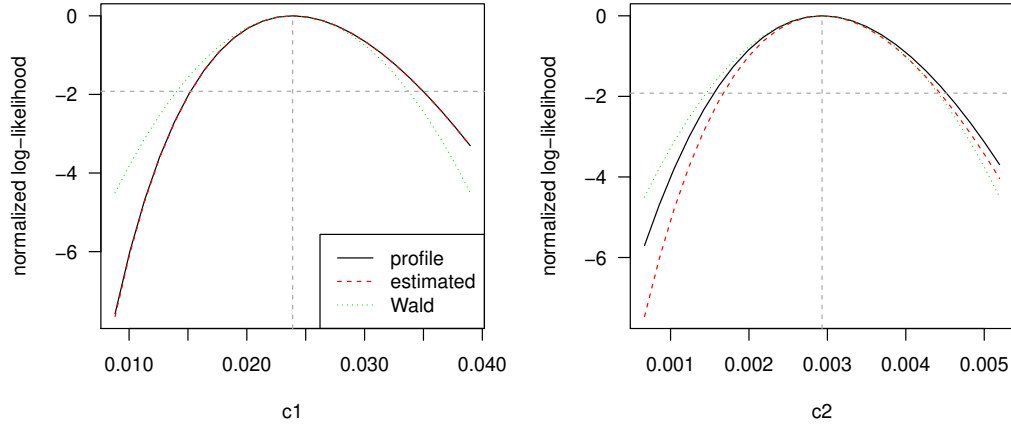 normalized log−likelihood
0
−2
−4
−6
0.010
0.020
0.030
0.040
c1
profile
estimated
Wald
normalized log−likelihood
0
−2
−4
−6
0.001
0.002
0.003
0.004
0.005
c2